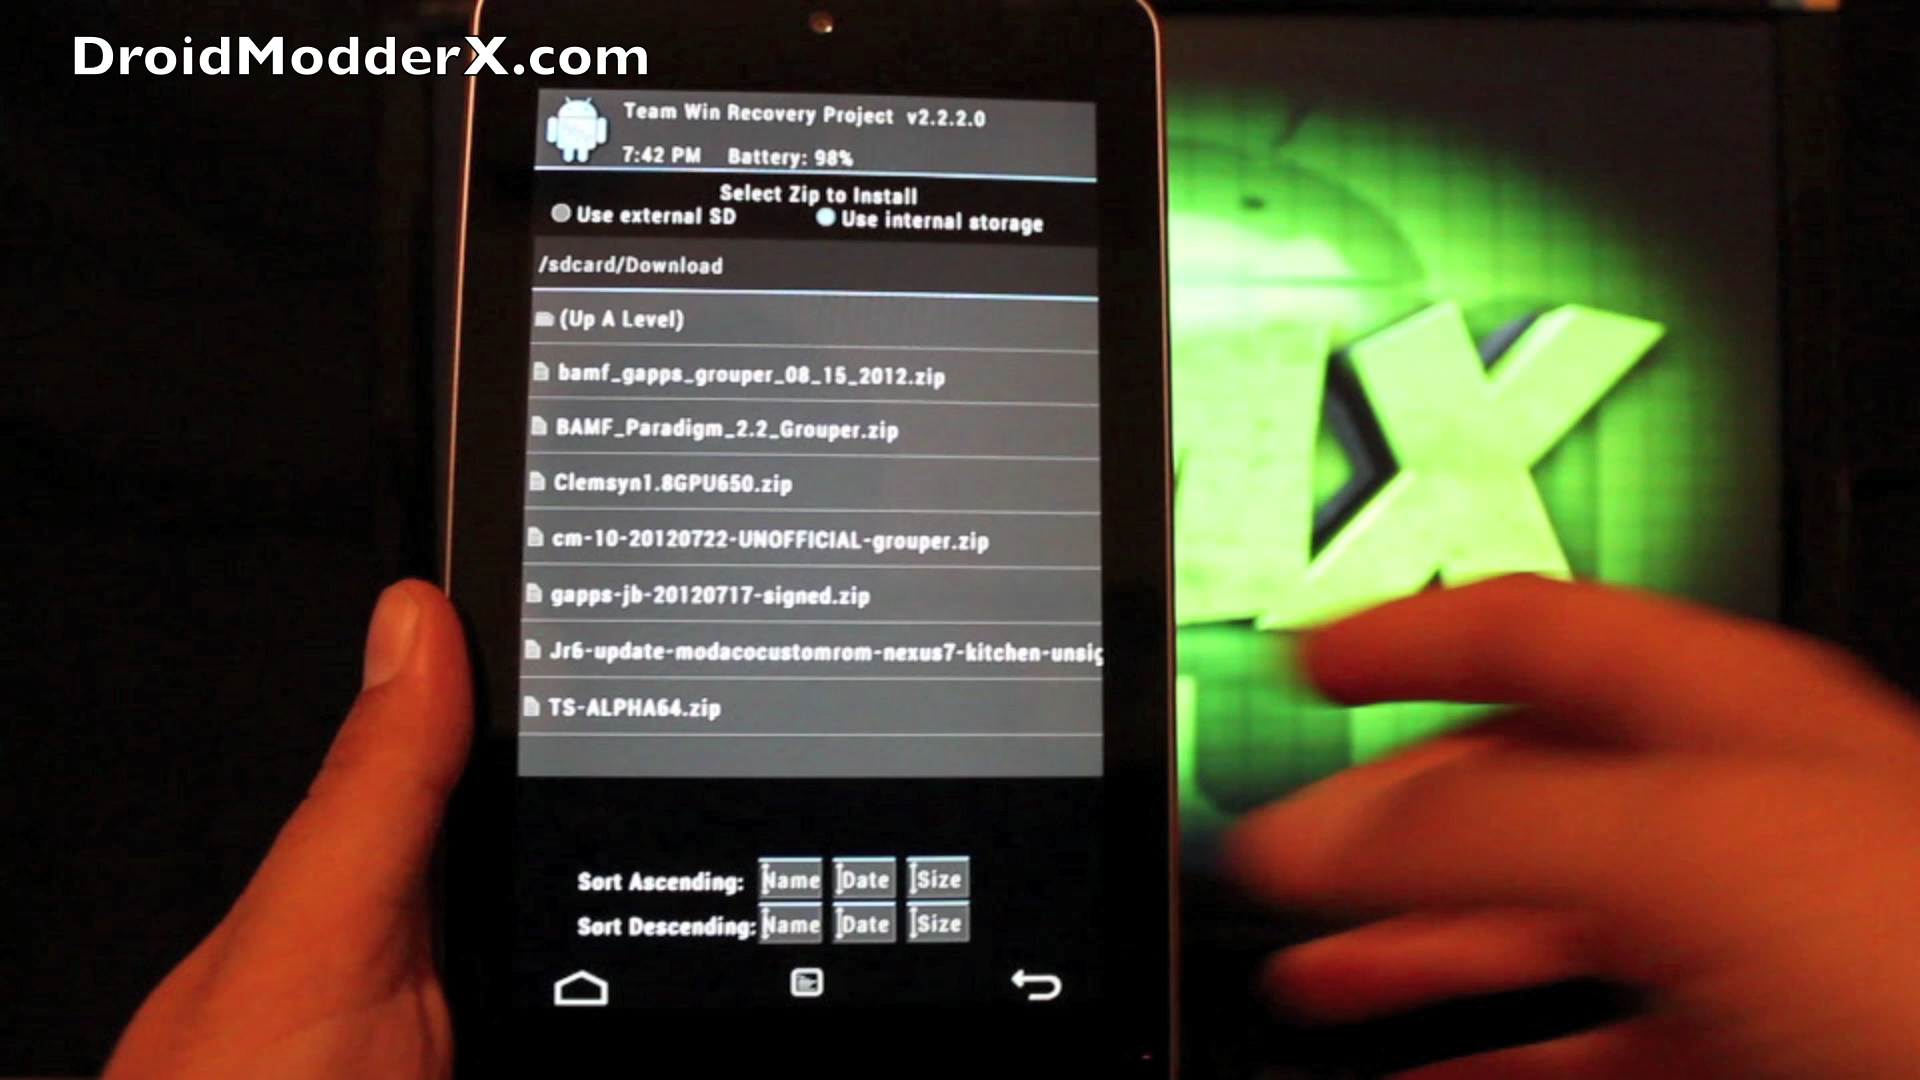 DroidModderX.com
Team Win Recovery Project v2.2.2.0
7:42 PM Battery: 98%
Select Zip to Install
Use external SD Use internal storage
/sdcard/Download
(Up A Level)
bamf_gapps_grouper_08_15_2012.zip
BAMF_Paradigm_2.2_Grouper.zip
Clemsyn1.8GPU650.zip
cm-10-20120722-UNOFFICIAL-grouper.zip
gapps-jb-20120717-signed.zip
Jr6-update-modacocustomrom-nexus7-kitchen-unsig
TS-ALPHA64.zip
Sort Ascending: Name Date Size
Sort Descending: Name Date Size
X